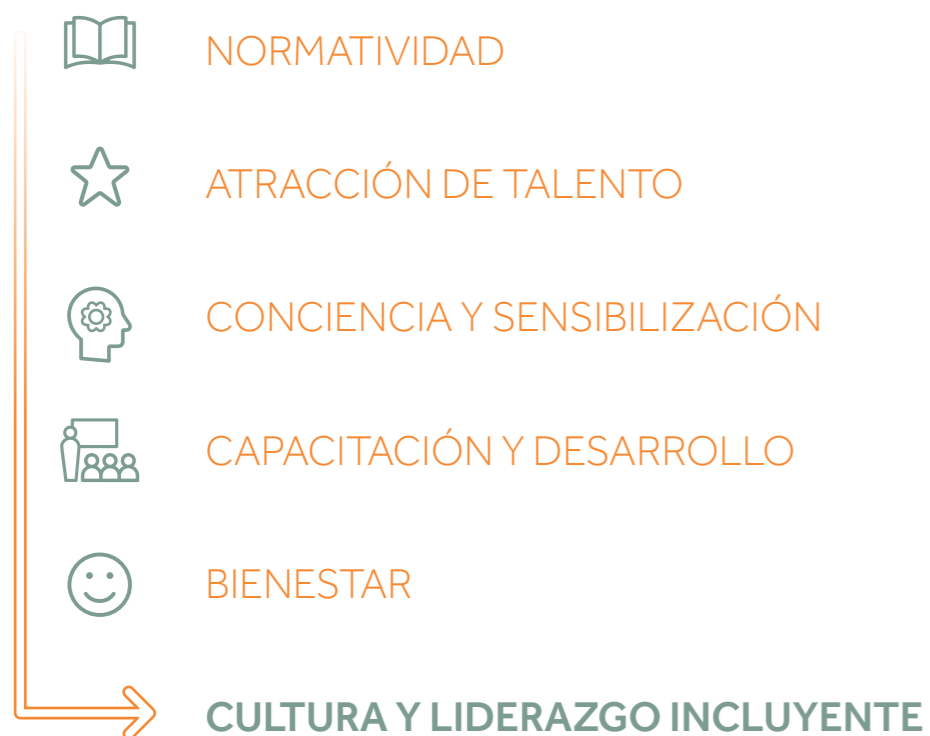 NORMATIVIDAD
ATRACCIÓN DE TALENTO
CONCIENCIA Y SENSIBILIZACIÓN
CAPACITACIÓN Y DESARROLLO
BIENESTAR
CULTURA Y LIDERAZGO INCLUYENTE